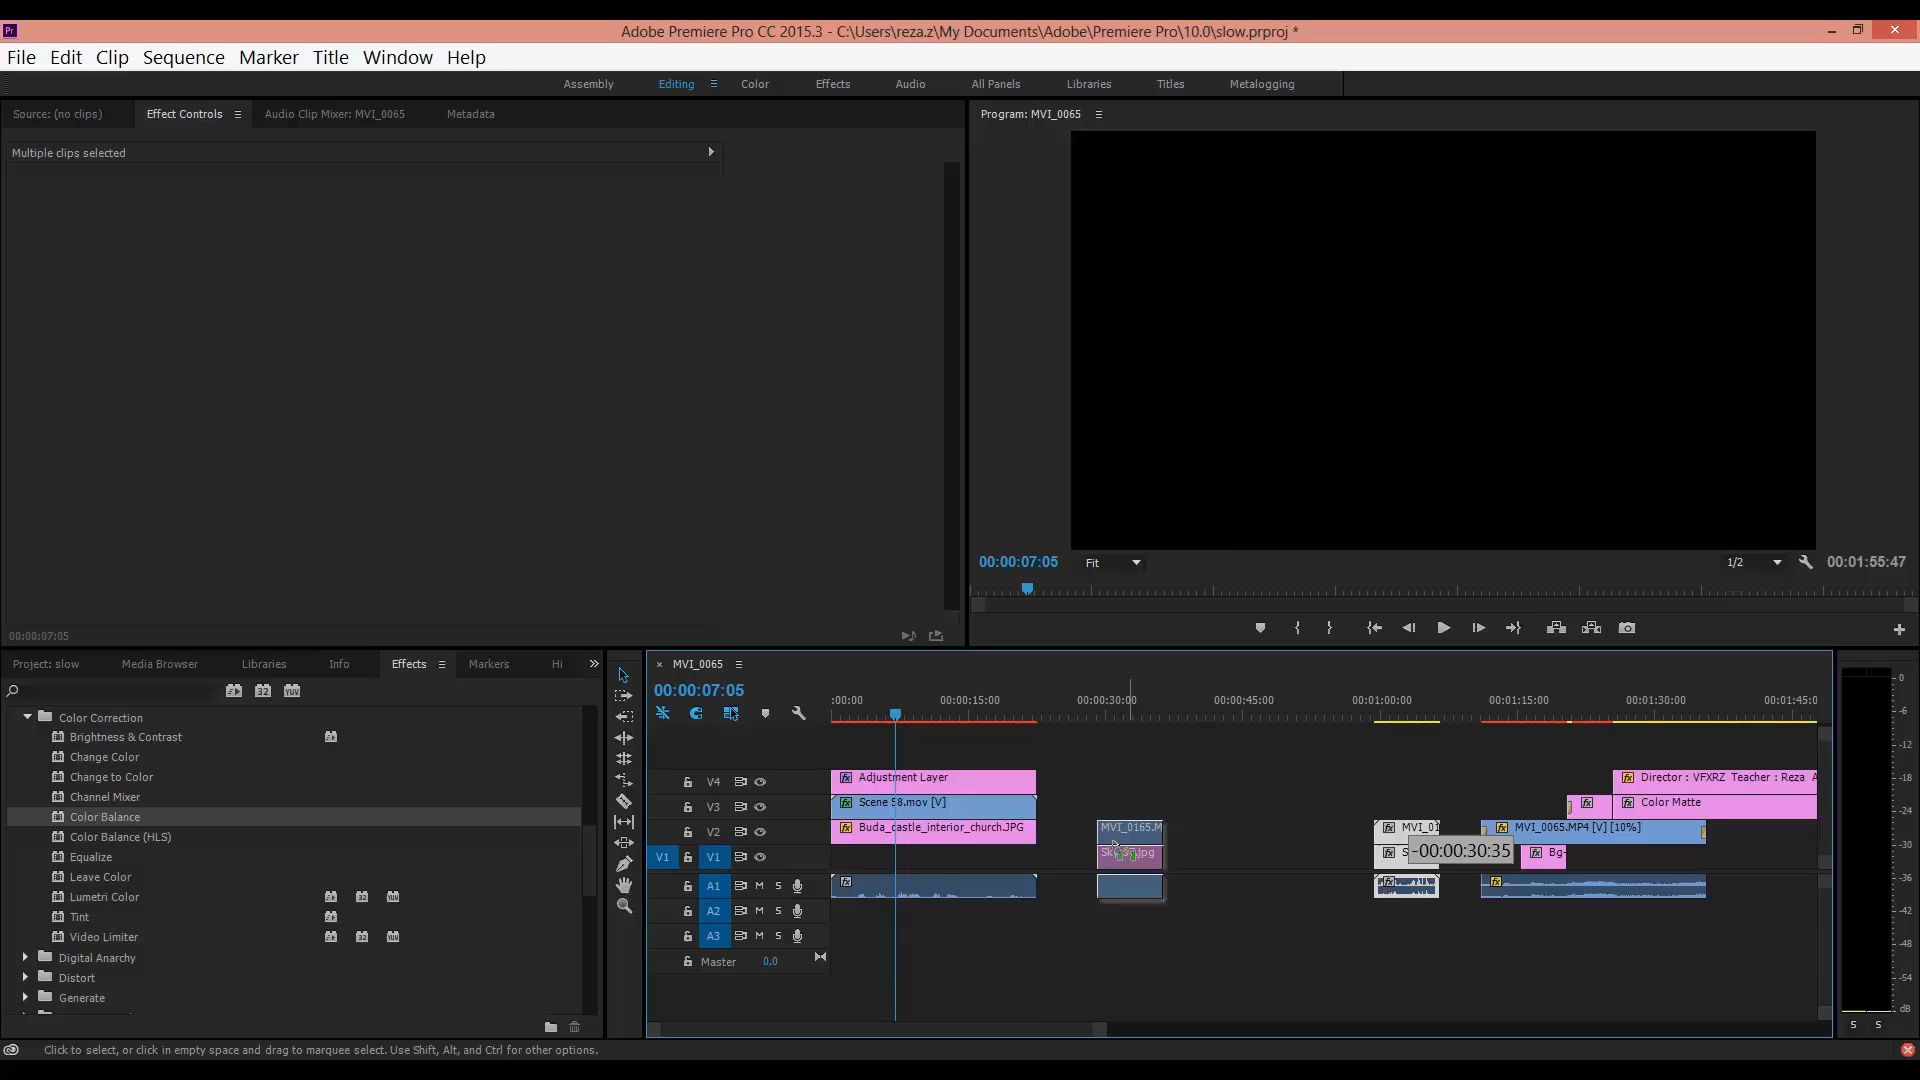 Adobe Premiere Pro CC 2015.3 - C:\Users\reza.z\My Documents\Adobe\Premiere Pro\10.0\slow.prproj *
File Edit Clip Sequence Marker Title Window Help
Assembly Editing Color Effects Audio All Panels Libraries Titles Metalogging
Source: (no clips) Effect Controls Audio Clip Mixer: MVI_0065 Metadata
Program: MVI_0065
Multiple clips selected
00:00:07:05 Fit 1/2 00:01:55:47
00:00:07:05
Project: slow Media Browser Libraries Info Effects Markers Hi
MVI_0065
00:00:07:05
:00:00 00:00:15:00 00:00:30:00 00:00:45:00 00:01:00:00 00:01:15:00 00:01:30:00 00:01:45:0
32 YUV
Color Correction
Brightness & Contrast
Change Color
Change to Color
Channel Mixer
Color Balance
Color Balance (HLS)
Equalize
Leave Color
Lumetri Color 32 YUV
Tint
Video Limiter 32 YUV
Digital Anarchy
Distort
Generate
V4 Adjustment Layer Director : VFXRZ Teacher : Reza A
V3 Scene 58.mov [V] Color Matte
V2 Buda_castle_interior_church.JPG MVI_0165.M MVI_01 MVI_0065.MP4 [V] [10%]
V1 V1 .jpg S -00:00:30:35 Bg-
A1 M S
A2 M S
A3 M S
Master 0.0
0
-6
-12
-18
-24
-30
-36
-42
-48
-54
dB
S S
Click to select, or click in empty space and drag to marquee select. Use Shift, Alt, and Ctrl for other options.